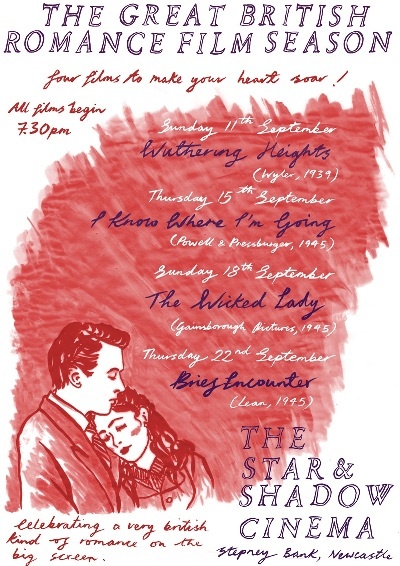 THE GREAT BRITISH
ROMANCE FILM SEASON
four films to make your heart soar!
All films begin
7.30pm
Sunday 11th September
Wuthering Heights
(Wyler, 1939)
Thursday 15th September
I Know Where I'm Going
(Powell & Pressburger, 1945)
Sunday 18th September
The Wicked Lady
(Gainsborough Pictures, 1945)
Thursday 22nd September
Brief Encounter
(Lean, 1945)
THE
STAR &
SHADOW
CINEMA
Stepney Bank, Newcastle
Celebrating a very british
kind of romance on the
big screen.